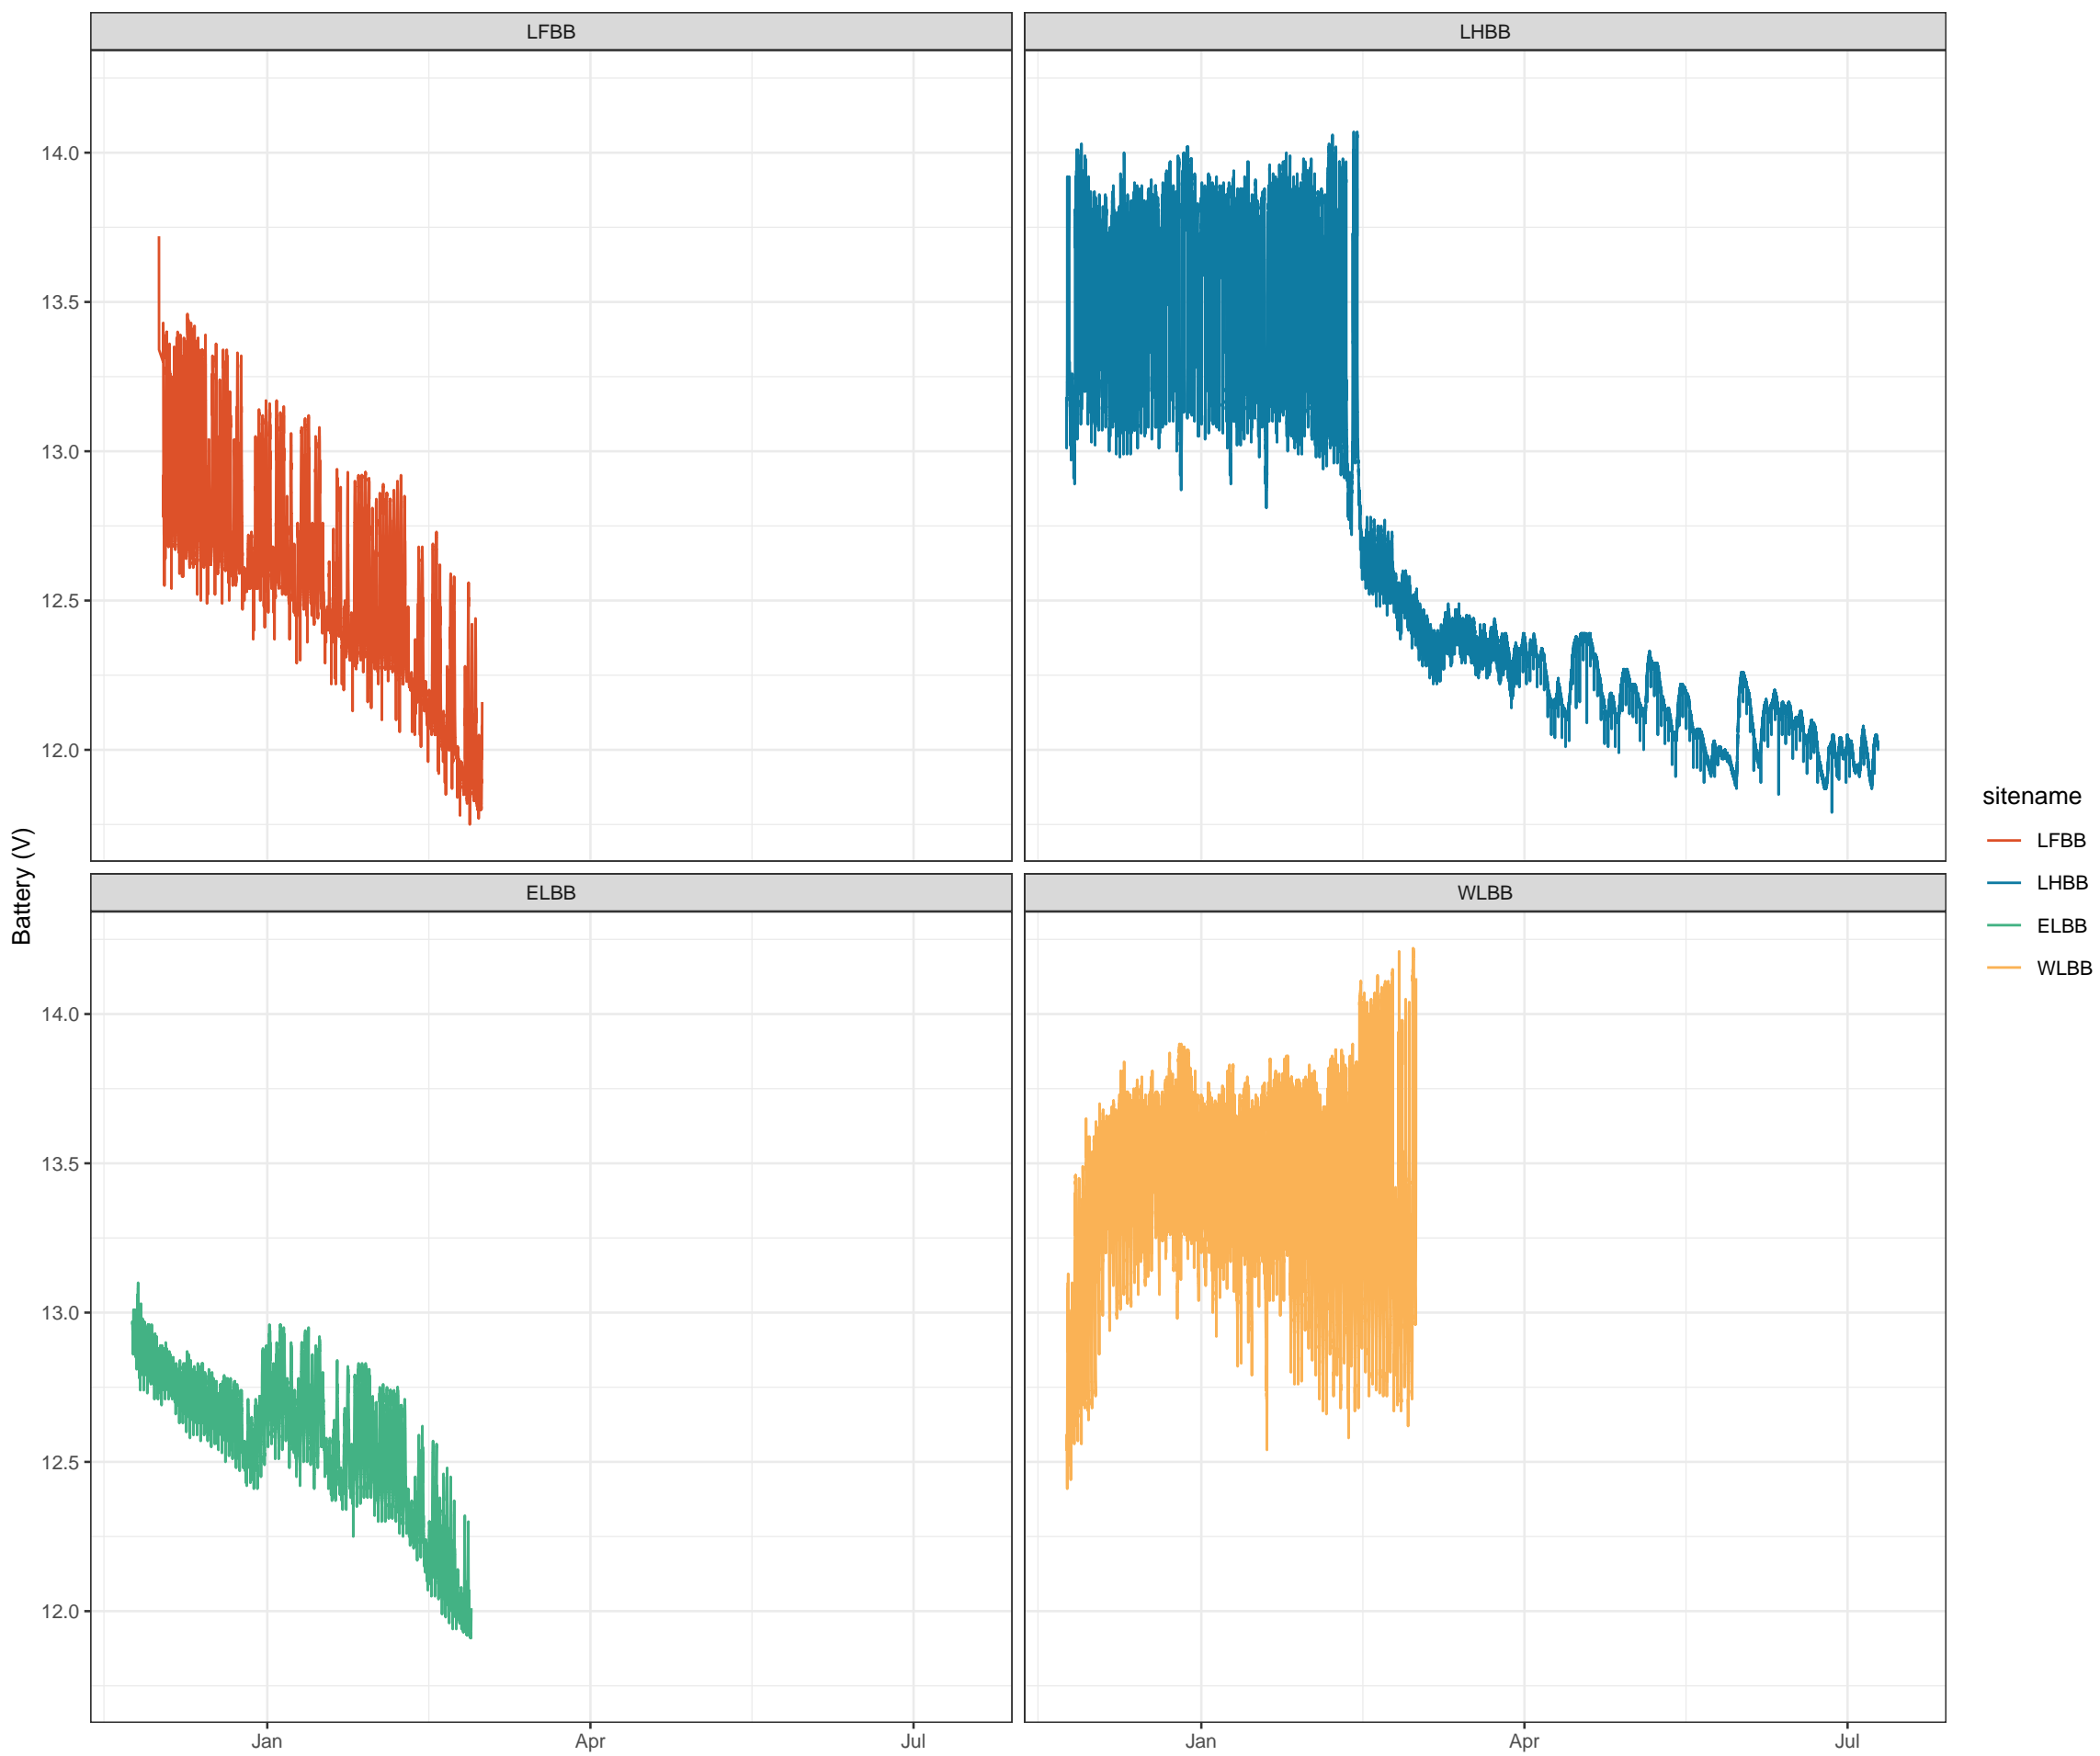 LFBB
LHBB
14.0
13.5
13.0
12.5
12.0
Battery (V)
ELBB
WLBB
14.0
13.5
13.0
12.5
12.0
Jan
Apr
Jul
Jan
Apr
Jul
sitename
LFBB
LHBB
ELBB
WLBB